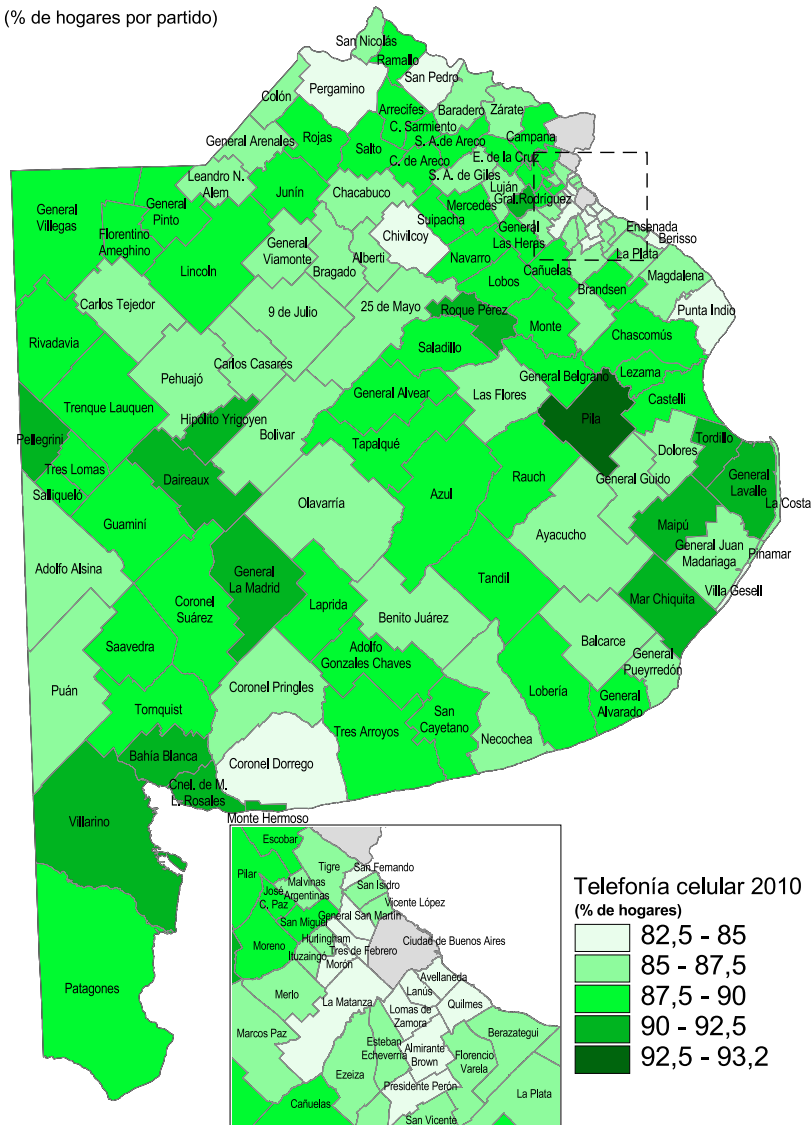 (% de hogares por partido)
San Nicolás
Ramallo
San Pedro
Pergamino
Colón
Arrecifes
Baradero
Zárate
C. Sarmiento
General Arenales
Rojas
Salto
S. A.de Areco
Campana
C. de Areco
E. de la Cruz
Leandro N.
Alem
S. A. de Giles
General
Villegas
General
Pinto
Junín
Chacabuco
Luján
Mercedes
Gral.Rodríguez
Florentino
Ameghino
Suipacha
Chivilcoy
General
Las Heras
Ensenada
Berisso
General
Viamonte
Alberti
Bragado
Navarro
La Plata
Lincoln
Lobos
Cañuelas
Magdalena
Brandsen
Carlos Tejedor
9 de Julio
25 de Mayo
Roque Pérez
Punta Indio
Monte
Chascomús
Rivadavia
Saladillo
Carlos Casares
Pehuajó
General Belgrano
Lezama
General Alvear
Las Flores
Castelli
Trenque Lauquen
Hipólito Yrigoyen
Pila
Pellegrini
Bolivar
Tapalqué
Tordillo
Dolores
Tres Lomas
Daireaux
Rauch
General Guido
General
Lavalle
Saliqueló
Azul
La Costa
Olavarría
Guaminí
Maipú
Ayacucho
General Juan
Madariaga
Pinamar
Adolfo Alsina
General
La Madrid
Tandil
Villa Gesell
Mar Chiquita
Coronel
Suárez
Laprida
Benito Juárez
Saavedra
Balcarce
Adolfo
Gonzales Chaves
General
Pueyrredón
Puán
Coronel Pringles
Lobería
Tornquist
San
Cayetano
General
Alvarado
Tres Arroyos
Necochea
Bahía Blanca
Coronel Dorrego
Cnel. de M.
L. Rosales
Villarino
Monte Hermoso
Patagones
Escobar
San Fernando
Pilar
Tigre
San Isidro
Malvinas
Argentinas
José
C. Paz
Vicente López
General San Martín
San Miguel
Hurlingham
Ciudad de Buenos Aires
Moreno
Tres de Febrero
Ituzaingó
Morón
Avellaneda
Merlo
Lanús
La Matanza
Quilmes
Lomas de
Zamora
Marcos Paz
Berazategui
Esteban
Echeverría
Almirante
Brown
Florencio
Varela
Ezeiza
Presidente Perón
La Plata
Cañuelas
San Vicente
Telefonía celular 2010
(% de hogares)
82,5 - 85
85 - 87,5
87,5 - 90
90 - 92,5
92,5 - 93,2